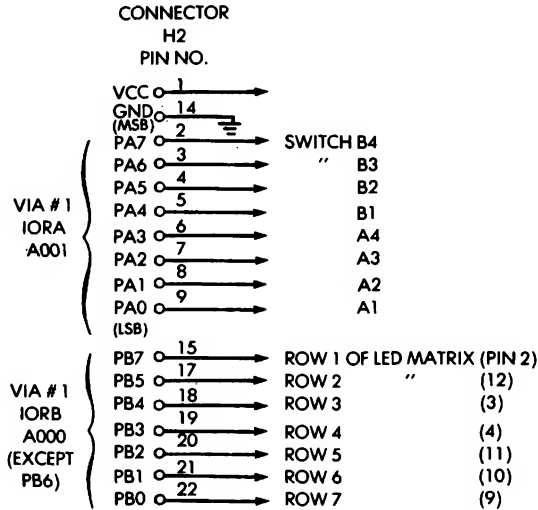 CONNECTOR
H2
PIN NO.
VCC 1
GND 14
(MSB)
PA7 2 SWITCH B4
PA6 3 " B3
PA5 4 B2
PA4 5 B1
PA3 6 A4
PA2 7 A3
PA1 8 A2
PA0 9 A1
(LSB)
VIA #1
IORA
A001
PB7 15 ROW 1 OF LED MATRIX (PIN 2)
PB5 17 ROW 2 " (12)
PB4 18 ROW 3 (3)
PB3 19 ROW 4 (4)
PB2 20 ROW 5 (11)
PB1 21 ROW 6 (10)
PB0 22 ROW 7 (9)
VIA #1
IORB
A000
(EXCEPT
PB6)